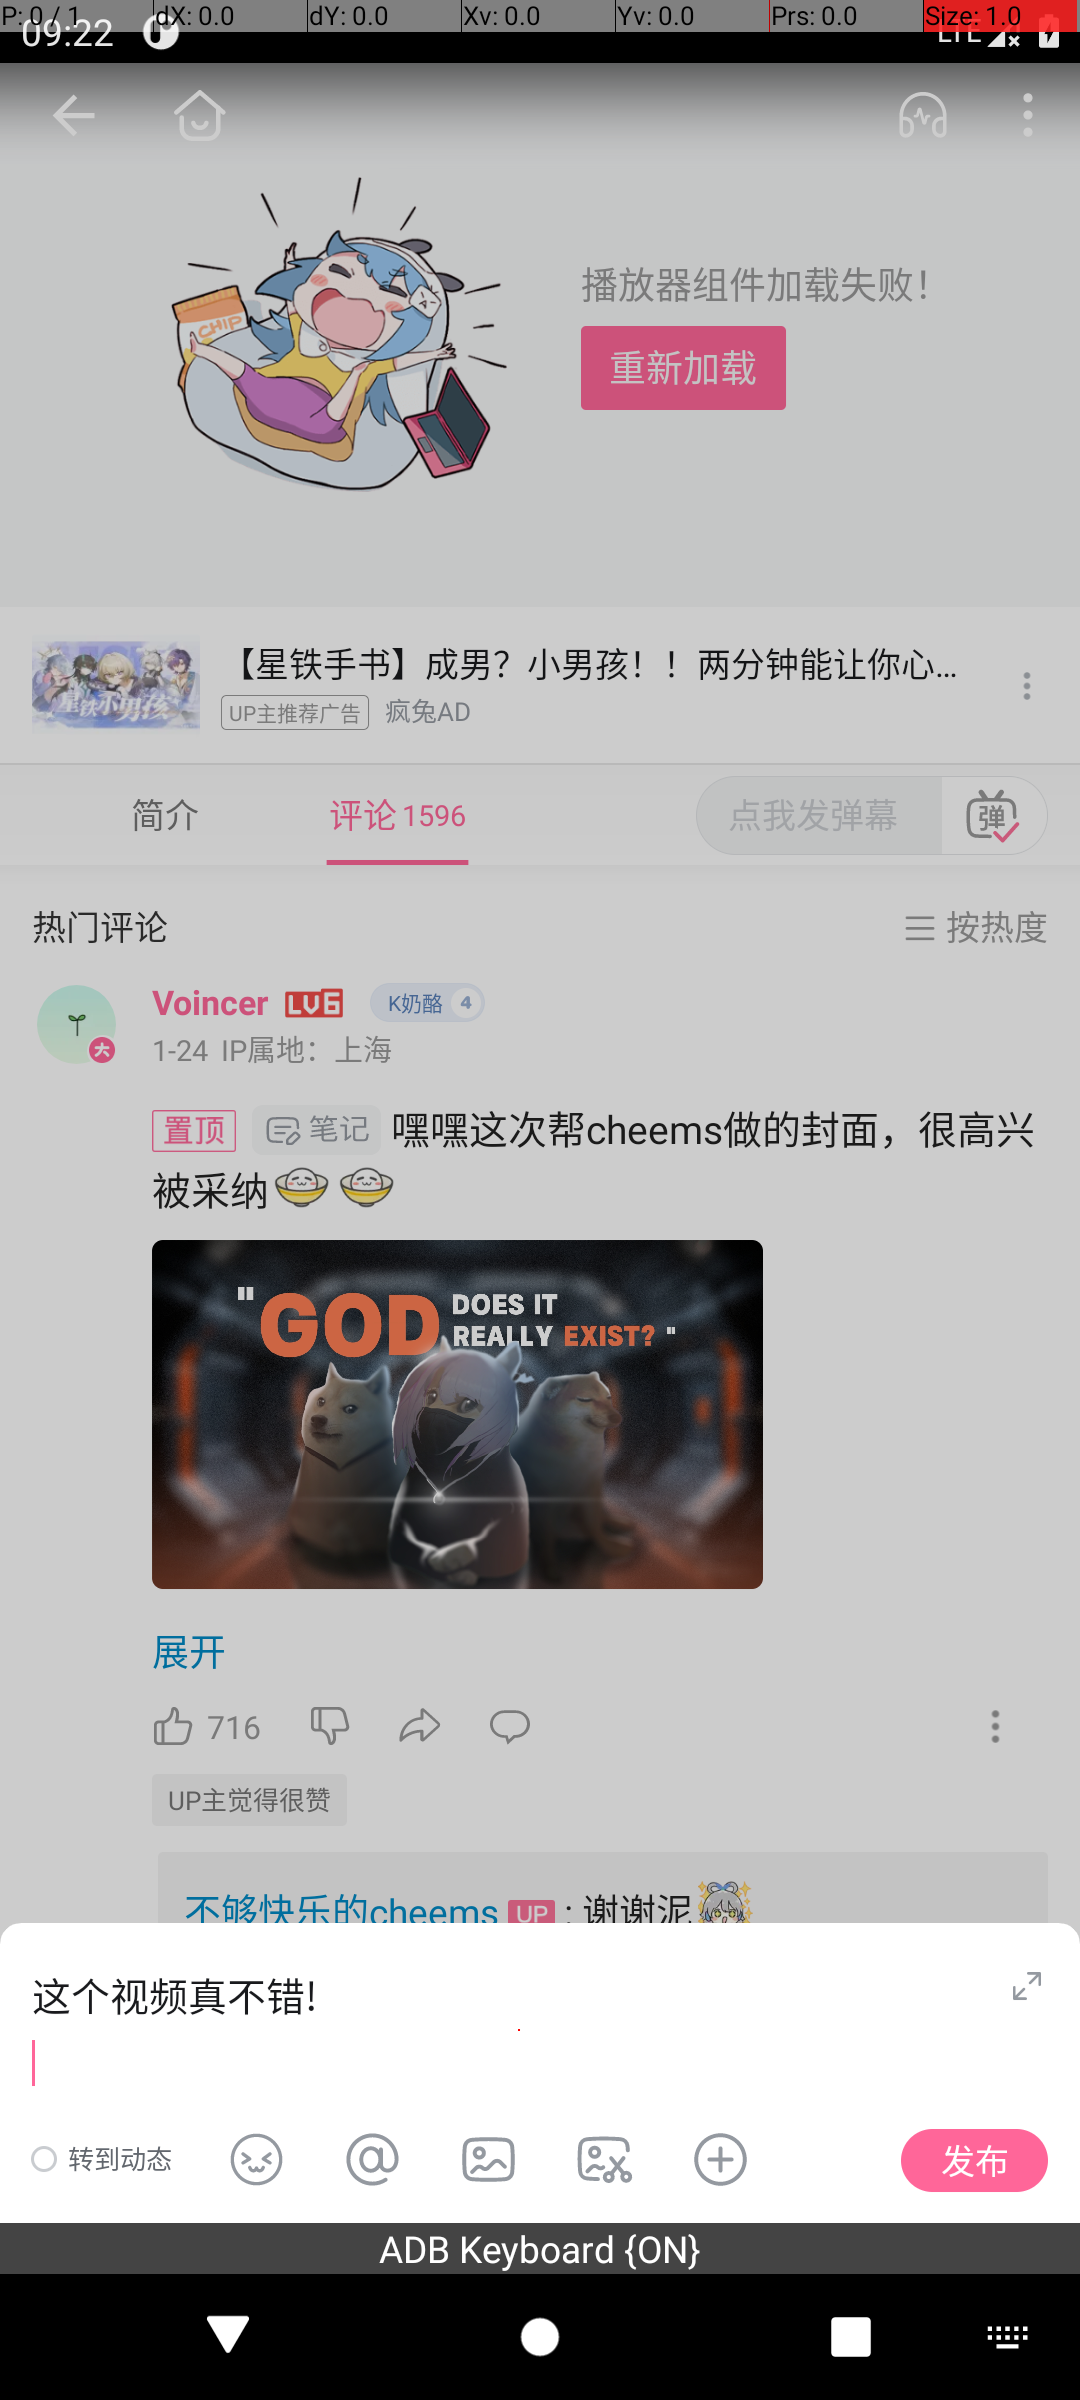 P: 0 / 1 dX: 0.0 dY: 0.0 Xv: 0.0 Yv: 0.0 Prs: 0.0 Size: 1.0
09:22 LTE
CHIP
播放器组件加载失败！
重新加载
【星铁手书】成男？小男孩！！两分钟能让你心...
星铁小男孩
UP主推荐广告 疯兔AD
简介 评论 1596 点我发弹幕 弹
热门评论 按热度
Voincer LV6 K奶酪 4
1-24 IP属地：上海
置顶 笔记 嘿嘿这次帮cheems做的封面，很高兴
被采纳
"GOD DOES IT
REALLY EXIST? "
展开
716
UP主觉得很赞
不够快乐的cheems UP : 谢谢泥
这个视频真不错!
转到动态 发布
ADB Keyboard {ON}